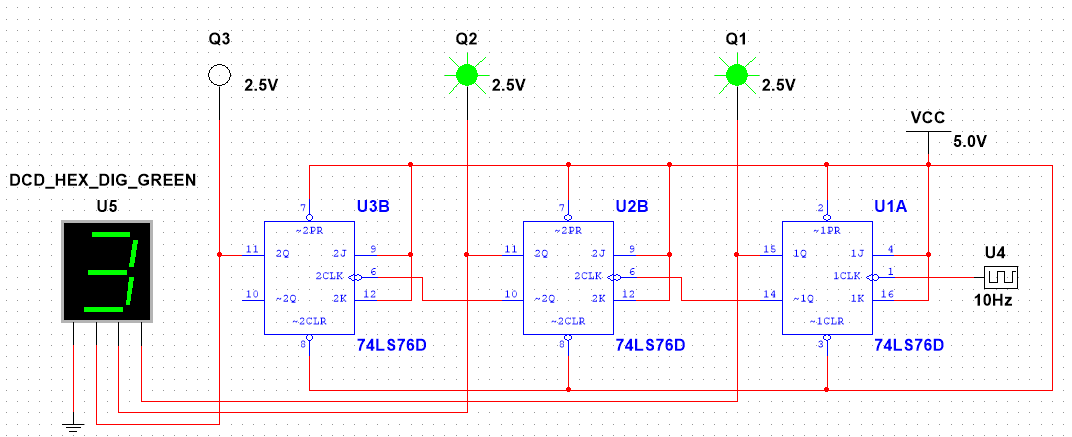 Q3
Q2
Q1
2.5V
2.5V
2.5V
VCC
5.0V
DCD_HEX_DIG_GREEN
U5
3
7
U3B
~2PR
11
2Q
2J
9
2CLK
6
10
~2Q
2K
12
~2CLR
8
74LS76D
7
U2B
~2PR
11
2Q
2J
9
2CLK
6
10
~2Q
2K
12
~2CLR
8
74LS76D
2
U1A
~1PR
15
1Q
1J
4
1CLK
1
14
~1Q
1K
16
~1CLR
3
74LS76D
U4
10Hz